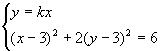 y = kx
(x − 3)² + 2(y − 3)² = 6